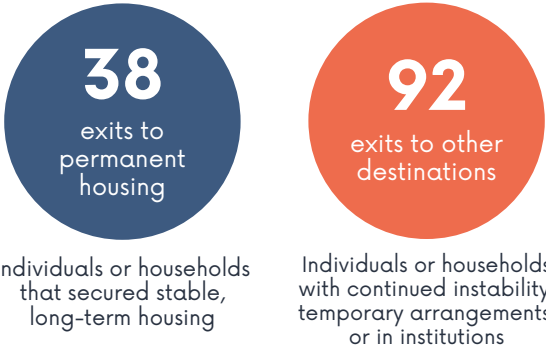 38
exits to
permanent
housing
92
exits to other
destinations
Individuals or households
that secured stable,
long-term housing
Individuals or households
with continued instability,
temporary arrangements
or in institutions